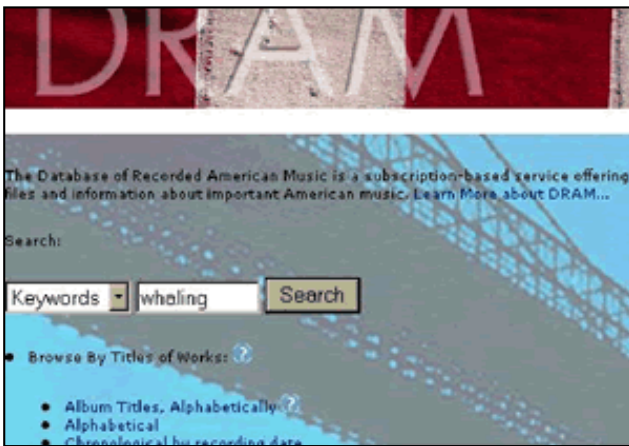 DRAM
The Database of Recorded American Music is a subscription-based service offering
files and information about important American music. Learn More about DRAM...
Search:
Keywords whaling Search
Browse By Titles of Works: ?
Album Titles, Alphabetically ?
Alphabetical
Chronological by recording date